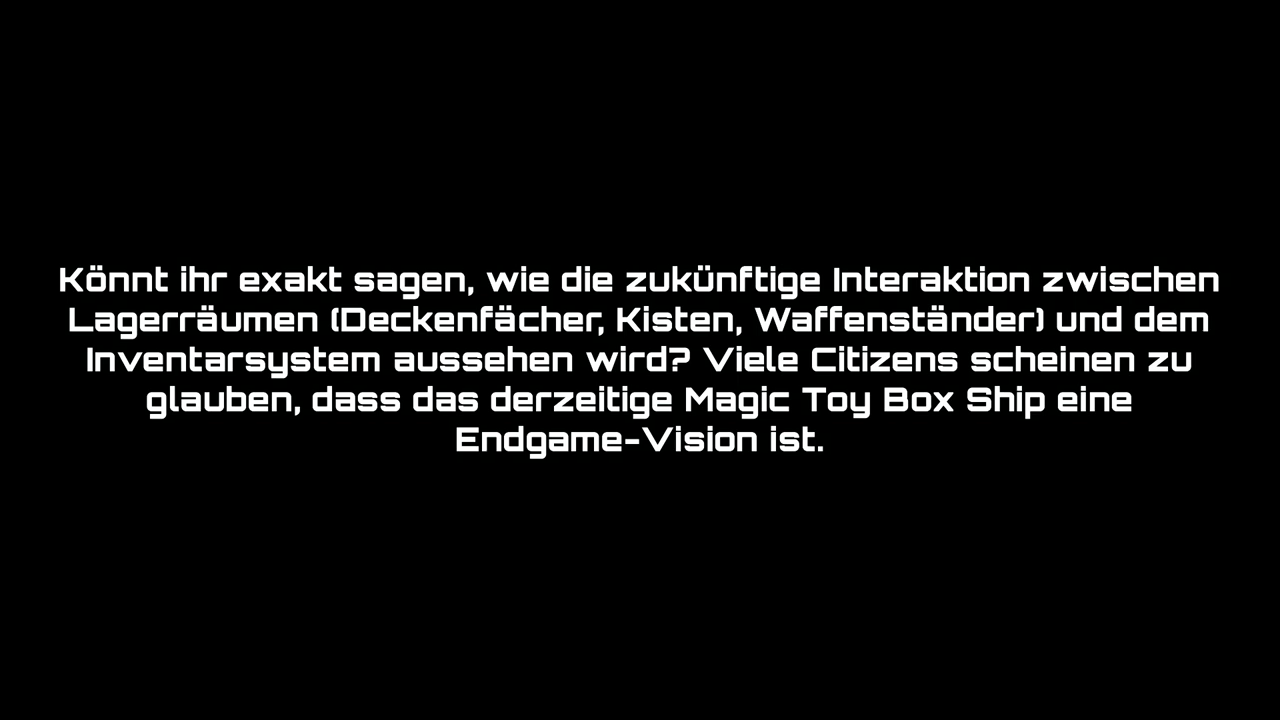 Könnt ihr exakt sagen, wie die zukünftige Interaktion zwischen
Lagerräumen (Deckenfächer, Kisten, Waffenständer) und dem
Inventarsystem aussehen wird? Viele Citizens scheinen zu
glauben, dass das derzeitige Magic Toy Box Ship eine
Endgame-Vision ist.